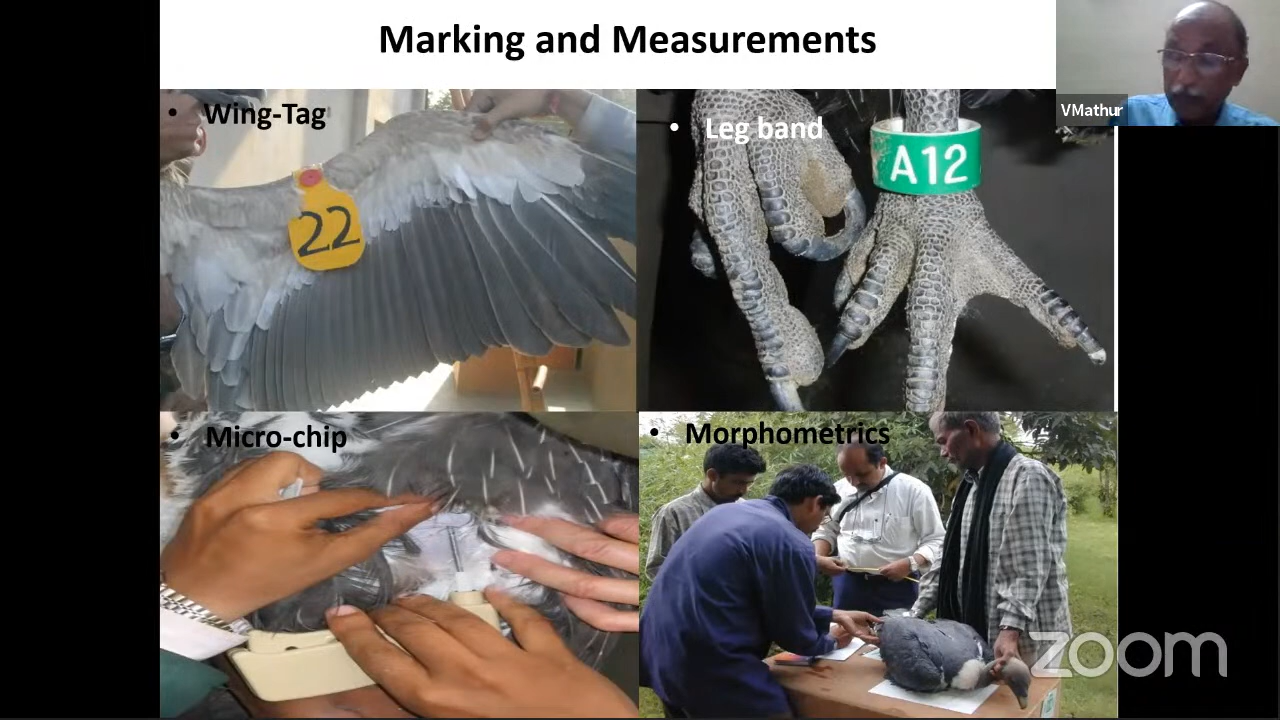 Marking and Measurements
VMathur
• Wing-Tag
• Leg band
22
A12
• Micro-chip
• Morphometrics
zoom